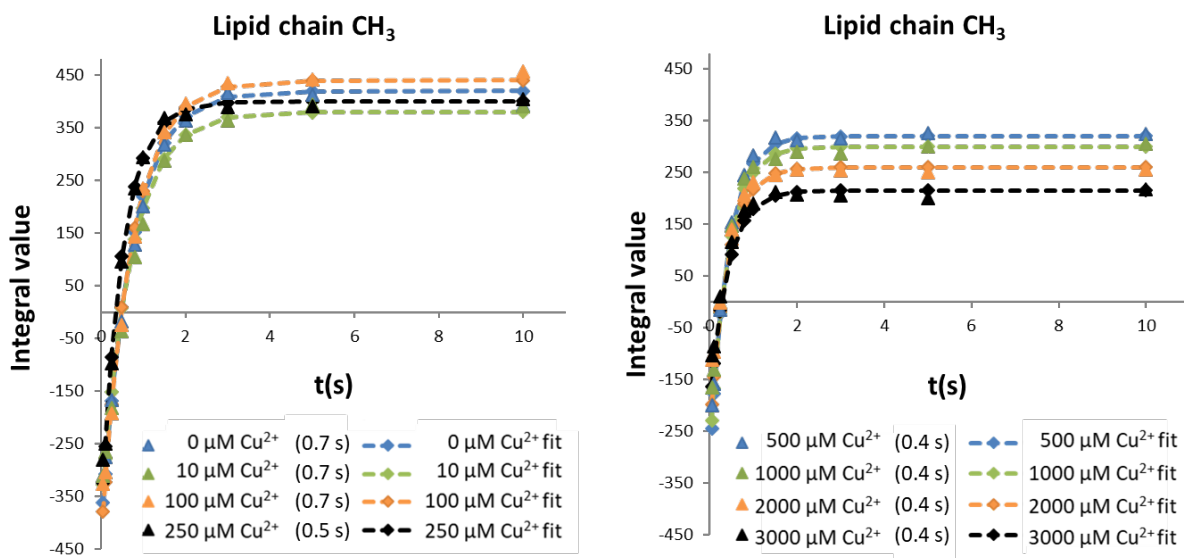 Lipid chain CH₃
Integral value
450
350
250
150
50
-50
-150
-250
-350
-450
0 2 4 6 8 10
t(s)
0 µM Cu²⁺ (0.7 s) 0 µM Cu²⁺ fit
10 µM Cu²⁺ (0.7 s) 10 µM Cu²⁺ fit
100 µM Cu²⁺ (0.7 s) 100 µM Cu²⁺ fit
250 µM Cu²⁺ (0.5 s) 250 µM Cu²⁺ fit
Lipid chain CH₃
Integral value
450
350
250
150
50
-50
-150
-250
-350
-450
0 2 4 6 8 10
t(s)
500 µM Cu²⁺ (0.4 s) 500 µM Cu²⁺ fit
1000 µM Cu²⁺ (0.4 s) 1000 µM Cu²⁺ fit
2000 µM Cu²⁺ (0.4 s) 2000 µM Cu²⁺ fit
3000 µM Cu²⁺ (0.4 s) 3000 µM Cu²⁺ fit